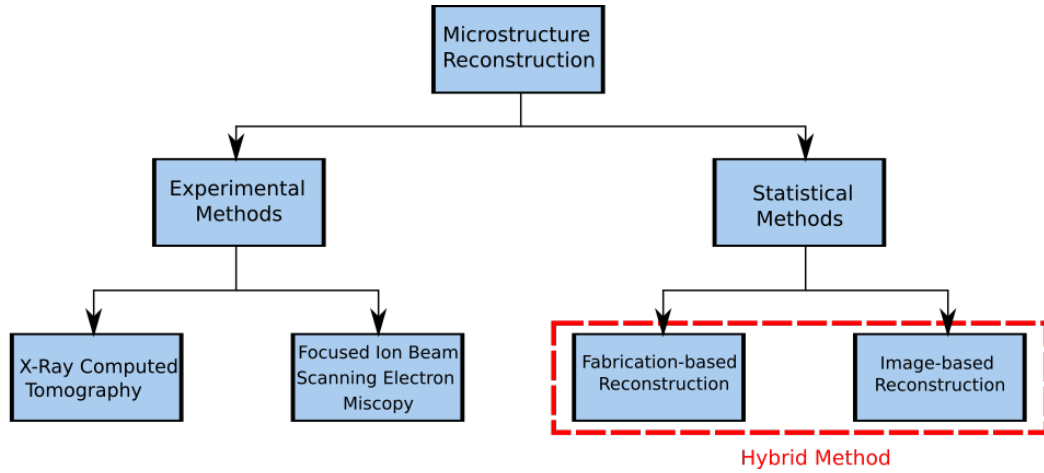 Microstructure
Reconstruction
Experimental
Methods
Statistical
Methods
X-Ray Computed
Tomography
Focused Ion Beam
Scanning Electron
Miscopy
Fabrication-based
Reconstruction
Image-based
Reconstruction
Hybrid Method